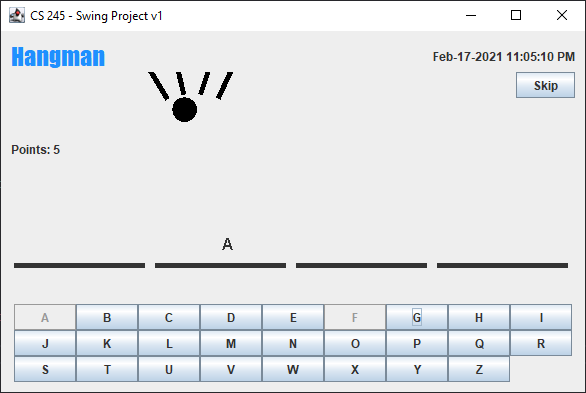 CS 245 - Swing Project v1
Hangman
Feb-17-2021 11:05:10 PM
Skip
Points: 5
A
A B C D E F G H I
J K L M N O P Q R
S T U V W X Y Z